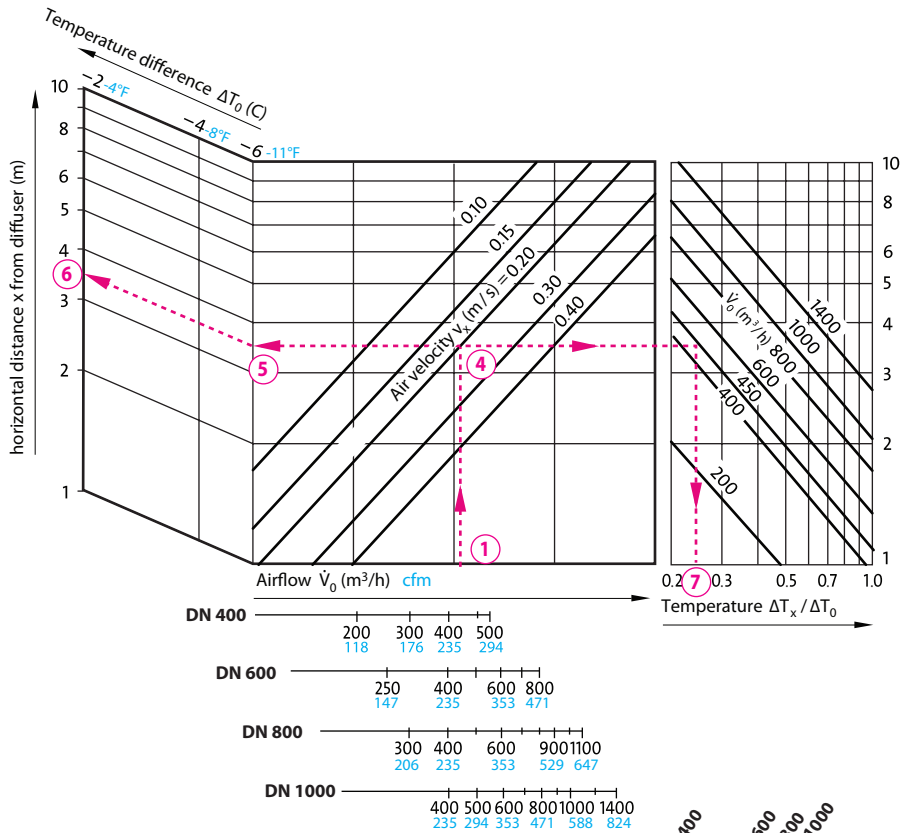 Temperature difference ΔT₀ (C)
−2 -4°F
−4 -8°F
−6 -11°F
horizontal distance x from diffuser (m)
10
8
6
5
4
3
2
1
6
5
4
1
7
0.10
0.15
Air velocity vₓ (m / s) = 0.20
0.30
0.40
1400
1000
V̇₀ (m³/h) 800
600
450
400
200
10
8
6
5
4
3
2
1
0.2 0.3 0.5 0.7 1.0
Temperature ΔTₓ / ΔT₀
Airflow V̇₀ (m³/h) cfm
DN 400
200 300 400 500
118 176 235 294
DN 600
250 400 600 800
147 235 353 471
DN 800
300 400 600 900 1100
206 235 353 529 647
DN 1000
400 500 600 800 1000 1400
235 294 353 471 588 824
400 600 800 1000